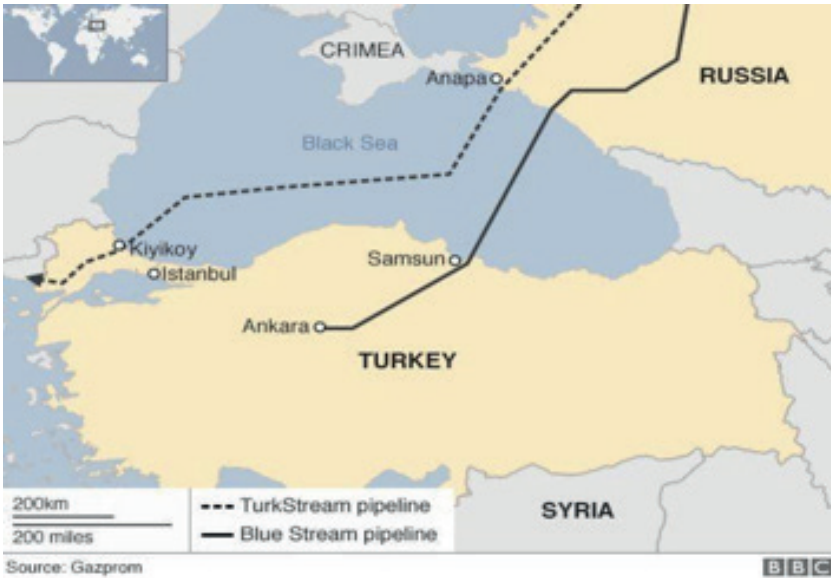 CRIMEA
Anapa
RUSSIA
Black Sea
Kiyikoy
Istanbul
Samsun
Ankara
TURKEY
SYRIA
200km
200 miles
TurkStream pipeline
Blue Stream pipeline
Source: Gazprom
BBC